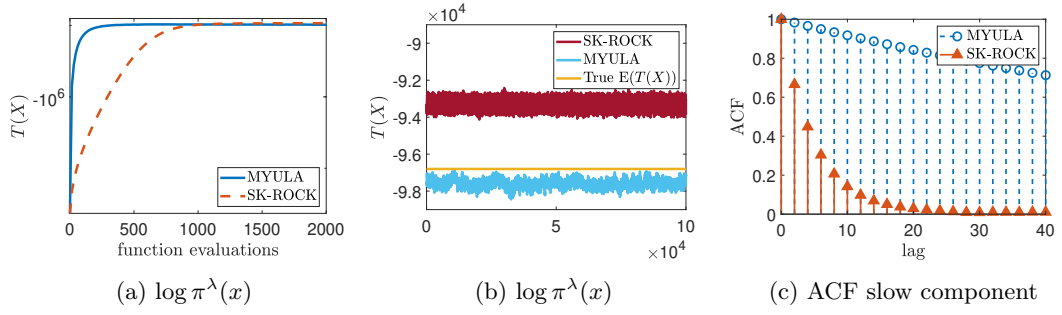 T(X)
-10^6
MYULA
SK-ROCK
0 500 1000 1500 2000
function evaluations
(a) log π^λ(x)
×10^4
-9
-9.2
-9.4
-9.6
-9.8
T(X)
SK-ROCK
MYULA
True E(T(X))
0 5 10
×10^4
(b) log π^λ(x)
1
0.8
0.6
0.4
0.2
0
ACF
MYULA
SK-ROCK
0 10 20 30 40
lag
(c) ACF slow component